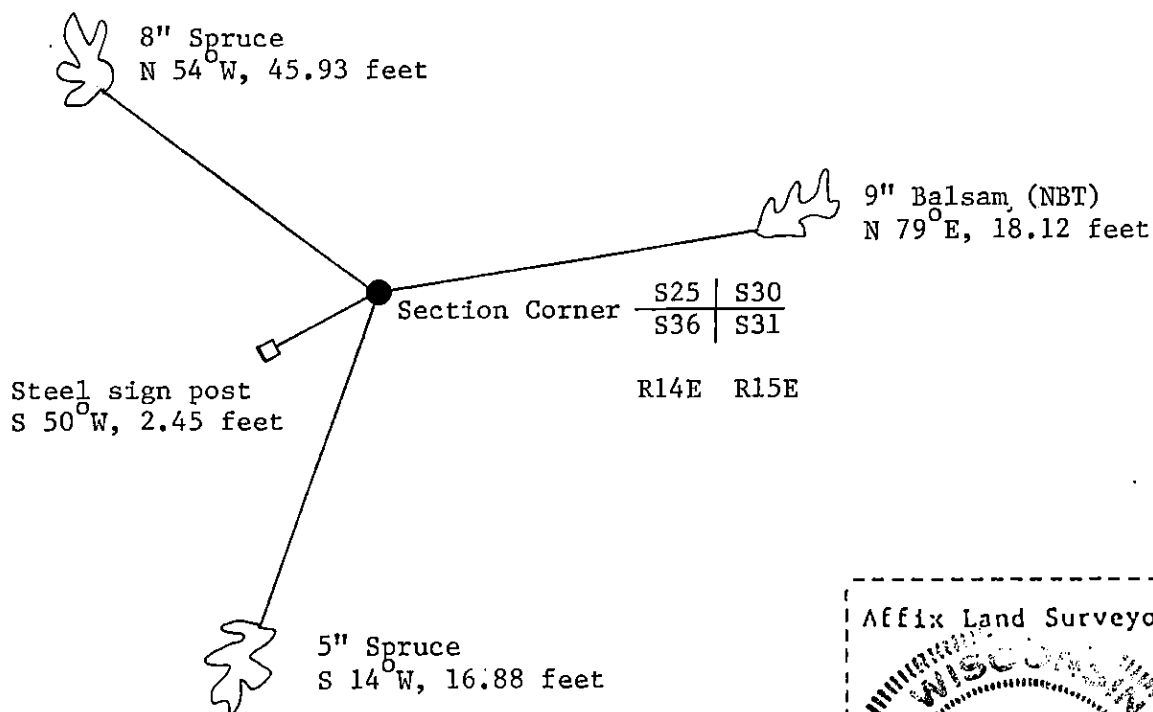 8" Spruce
N 54°W, 45.93 feet
9" Balsam (NBT)
N 79°E, 18.12 feet
Section Corner
S25 | S30
S36 | S31
R14E R15E
Steel sign post
S 50°W, 2.45 feet
5" Spruce
S 14°W, 16.88 feet
Affix Land Surveyo
WISCONSIN